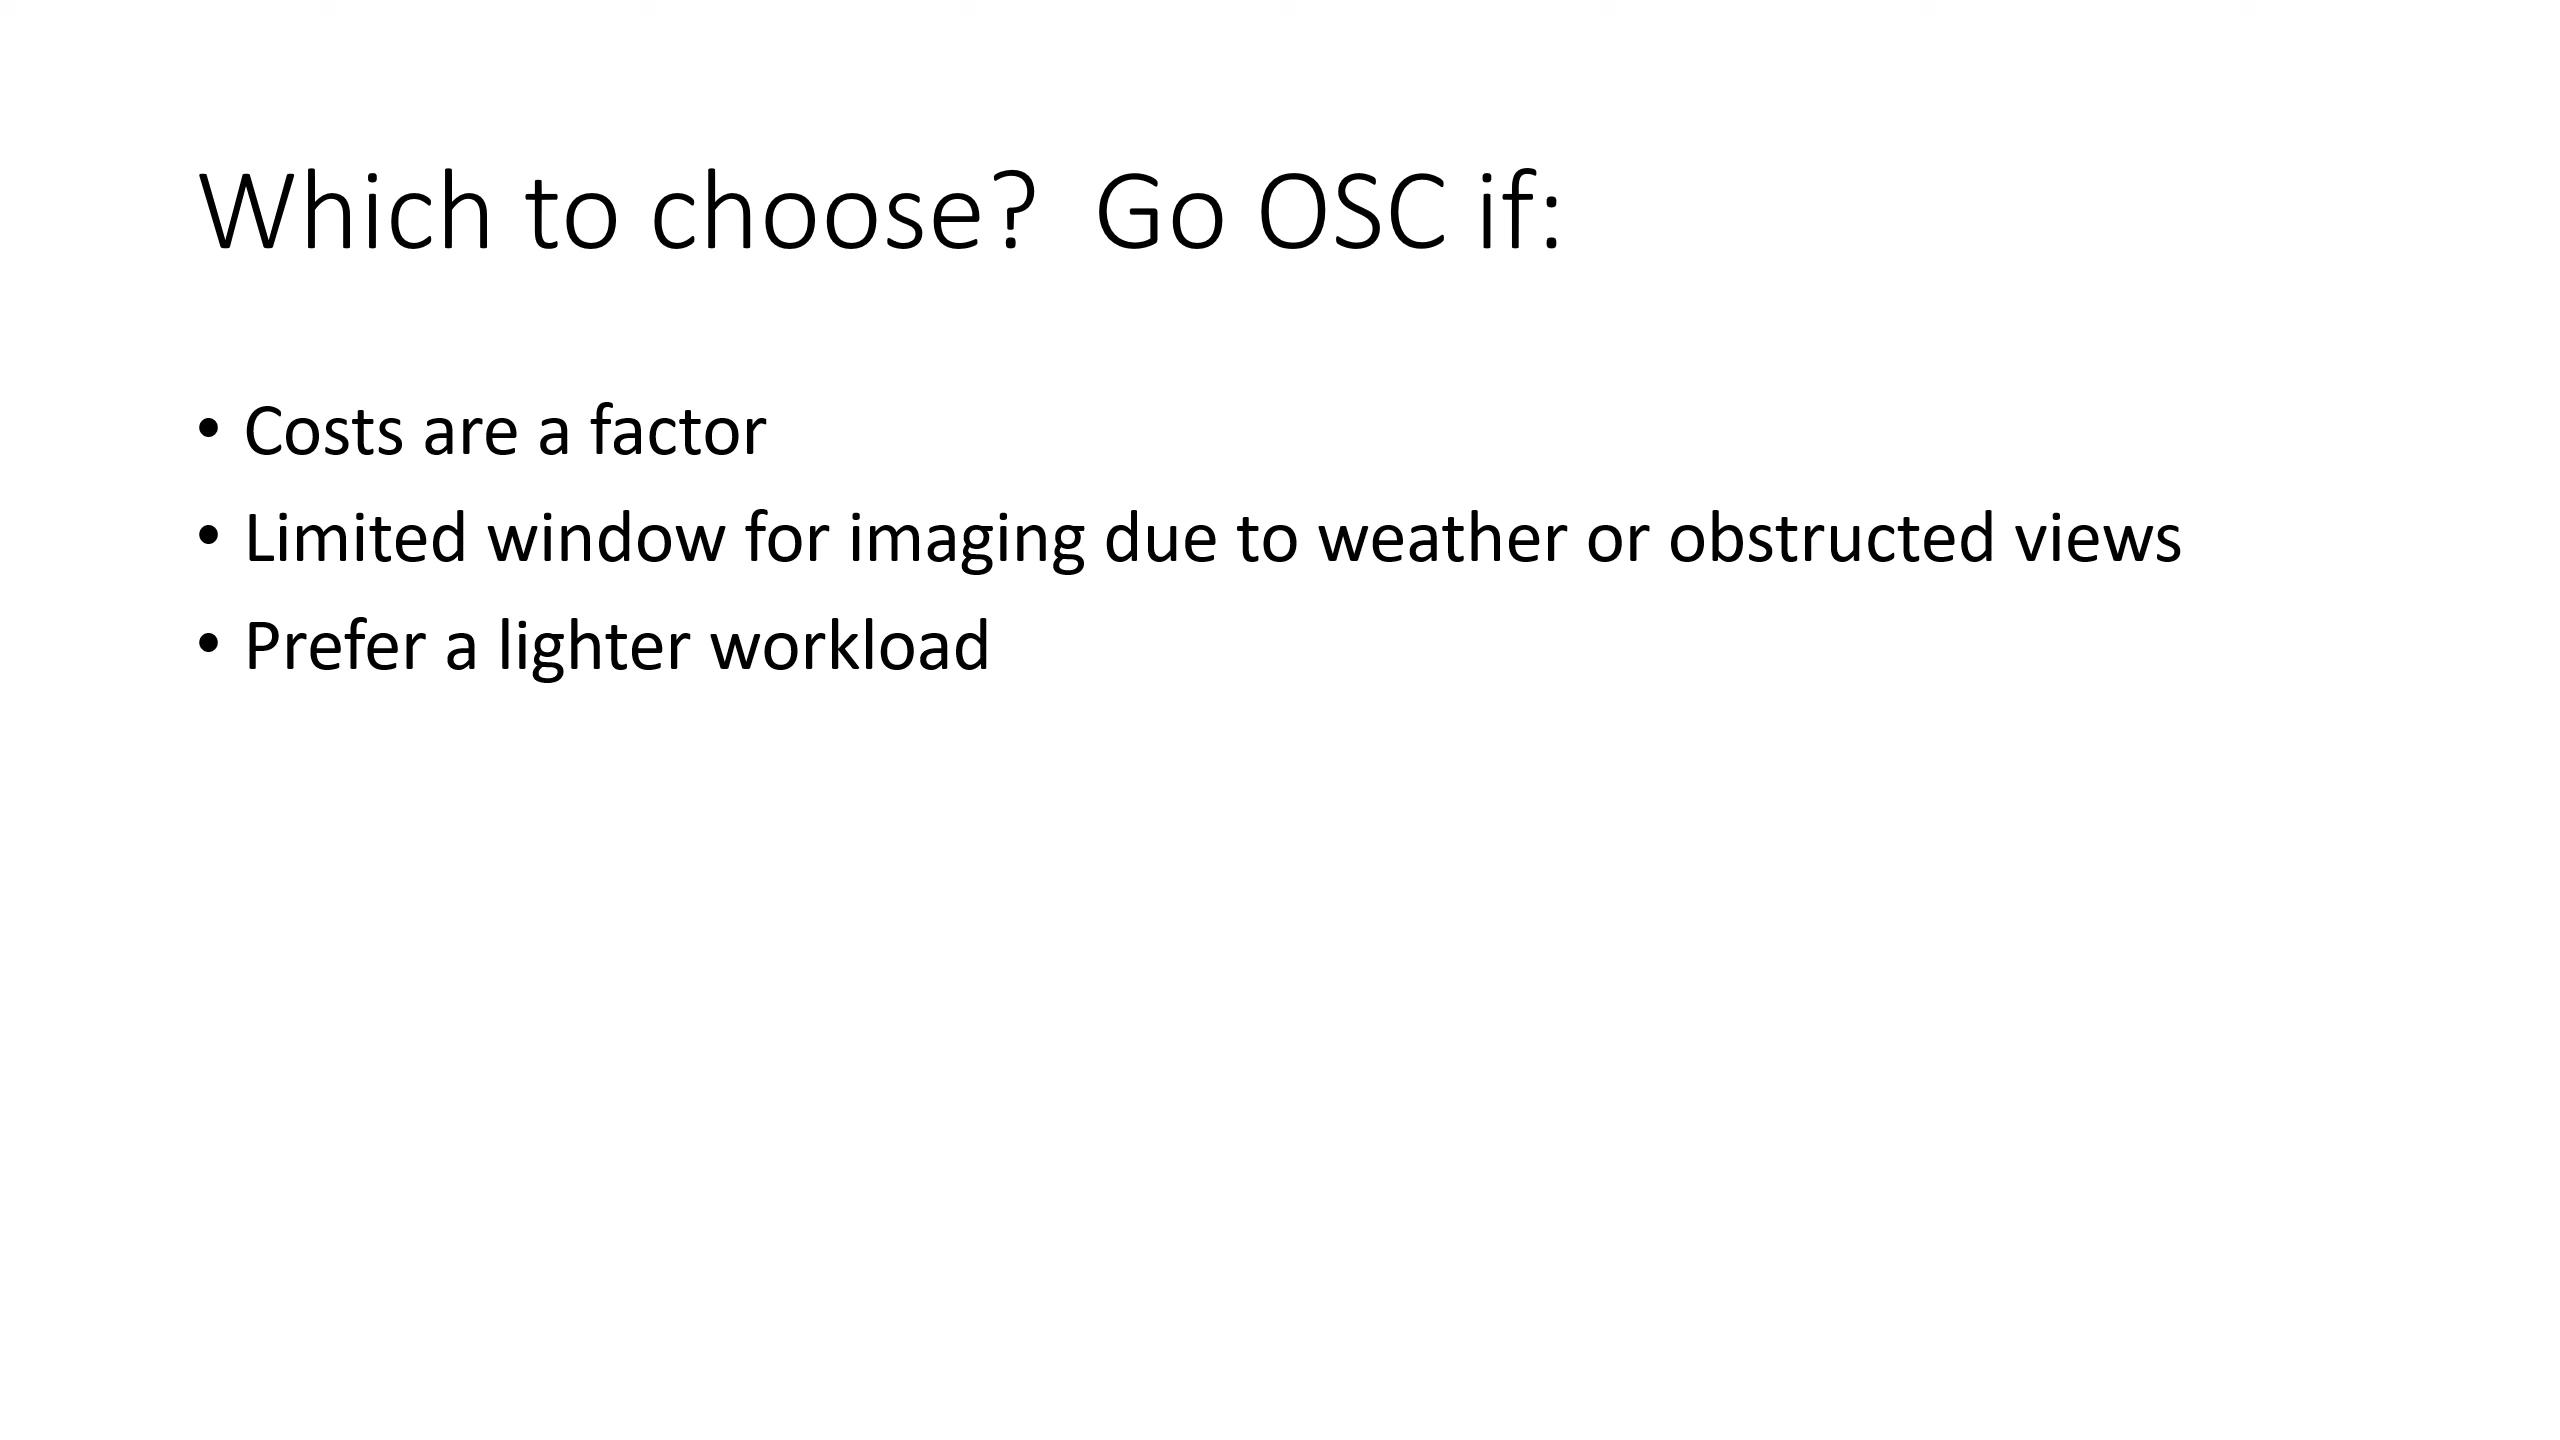 Which to choose?  Go OSC if:
• Costs are a factor
• Limited window for imaging due to weather or obstructed views
• Prefer a lighter workload